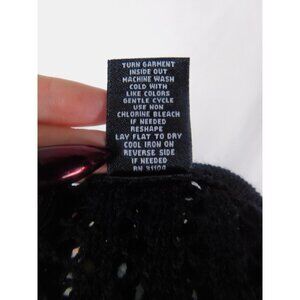 TURN GARMENT
INSIDE OUT
MACHINE WASH
COLD WITH
LIKE COLORS
GENTLE CYCLE
USE NON
CHLORINE BLEACH
IF NEEDED
RESHAPE
LAY FLAT TO DRY
COOL IRON ON
REVERSE SIDE
IF NEEDED
RN